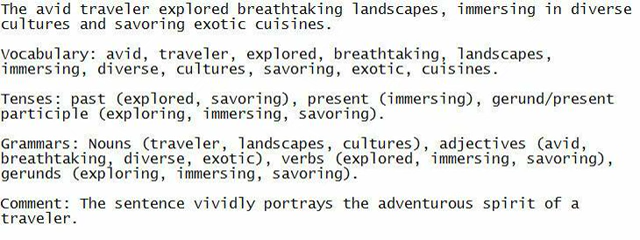 The avid traveler explored breathtaking landscapes, immersing in diverse
cultures and savoring exotic cuisines.
Vocabulary: avid, traveler, explored, breathtaking, landscapes,
immersing, diverse, cultures, savoring, exotic, cuisines.
Tenses: past (explored, savoring), present (immersing), gerund/present
participle (exploring, immersing, savoring).
Grammars: Nouns (traveler, landscapes, cultures), adjectives (avid,
breathtaking, diverse, exotic), verbs (explored, immersing, savoring),
gerunds (exploring, immersing, savoring).
Comment: The sentence vividly portrays the adventurous spirit of a
traveler.